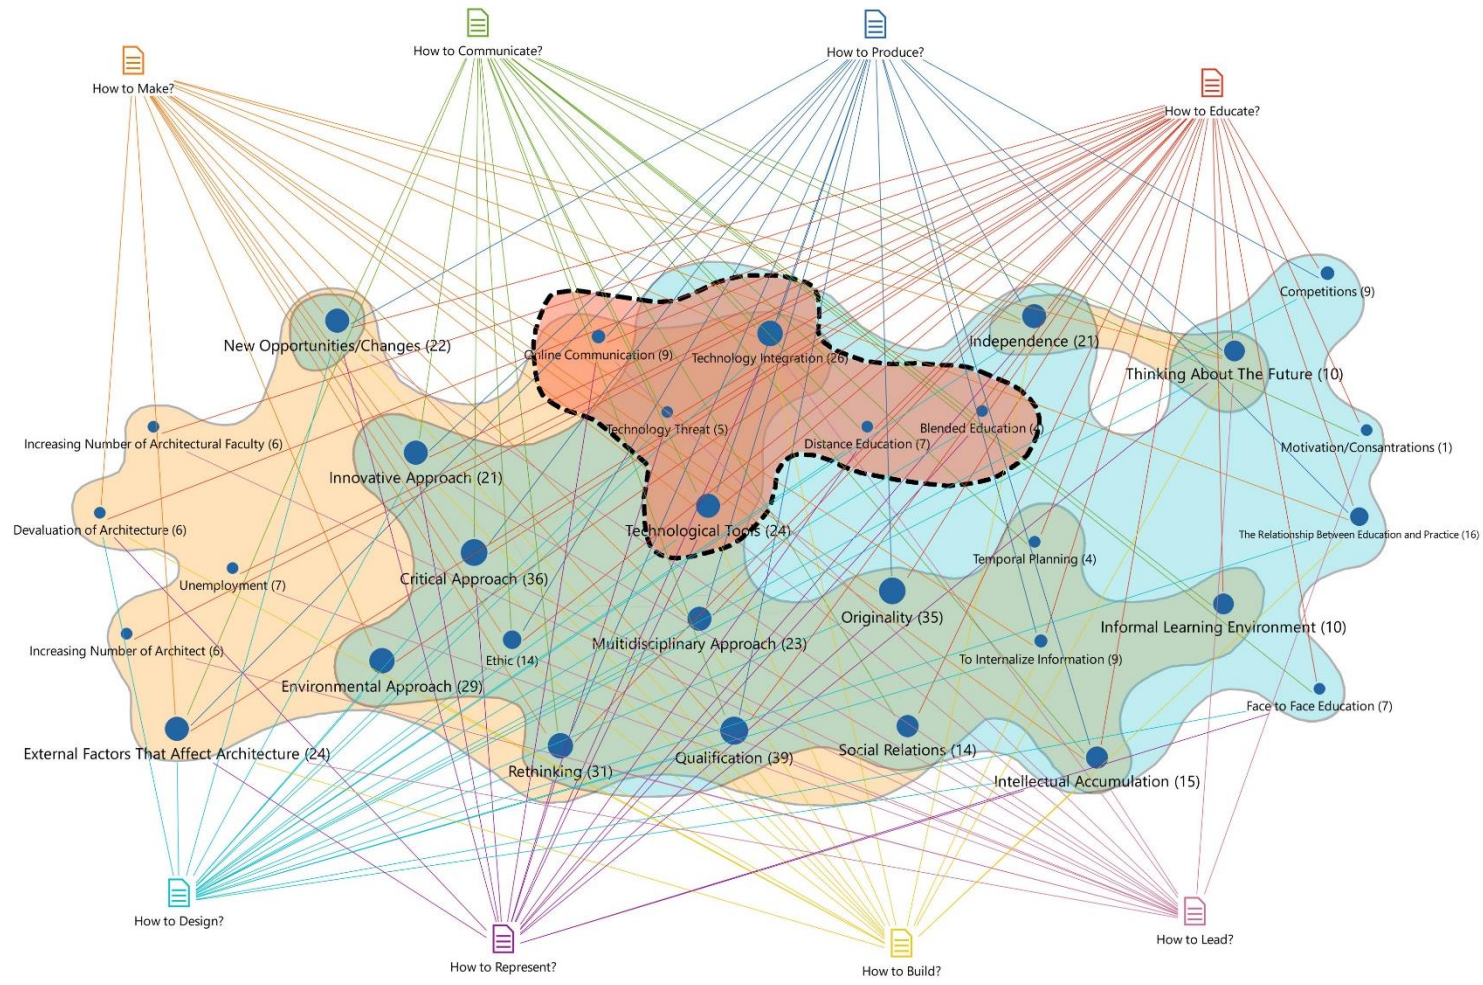 How to Communicate?
How to Produce?
How to Make?
How to Educate?
Competitions (9)
New Opportunities/Changes (22)
Independence (21)
Online Communication (9)
Technology Integration (26)
Thinking About The Future (10)
Increasing Number of Architectural Faculty (6)
Technology Threat (5)
Distance Education (7)
Blended Education (4)
Motivation/Consantrations (1)
Innovative Approach (21)
Devaluation of Architecture (6)
Technological Tools (24)
The Relationship Between Education and Practice (16)
Temporal Planning (4)
Unemployment (7)
Critical Approach (36)
Originality (35)
Informal Learning Environment (10)
Increasing Number of Architect (6)
Ethic (14)
Multidisciplinary Approach (23)
To Internalize Information (9)
Environmental Approach (29)
Face to Face Education (7)
External Factors That Affect Architecture (24)
Rethinking (31)
Qualification (39)
Social Relations (14)
Intellectual Accumulation (15)
How to Design?
How to Represent?
How to Build?
How to Lead?